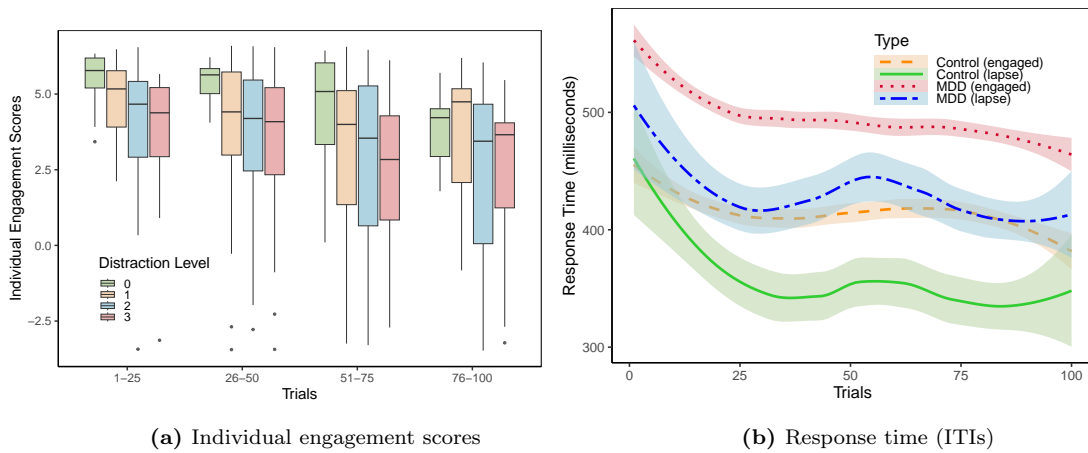 Individual Engagement Scores
5.0
2.5
0.0
−2.5
Distraction Level
0
1
2
3
1−25
26−50
51−75
76−100
Trials
(a) Individual engagement scores
Response Time (milliseconds)
500
400
300
Type
Control (engaged)
Control (lapse)
MDD (engaged)
MDD (lapse)
0
25
50
75
100
Trials
(b) Response time (ITIs)